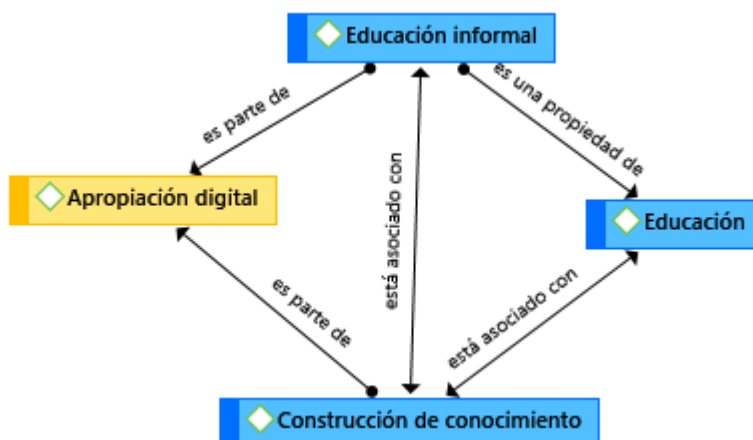 Educación informal
es parte de
es una propiedad de
Apropiación digital
está asociado con
Educación
es parte de
está asociado con
Construcción de conocimiento